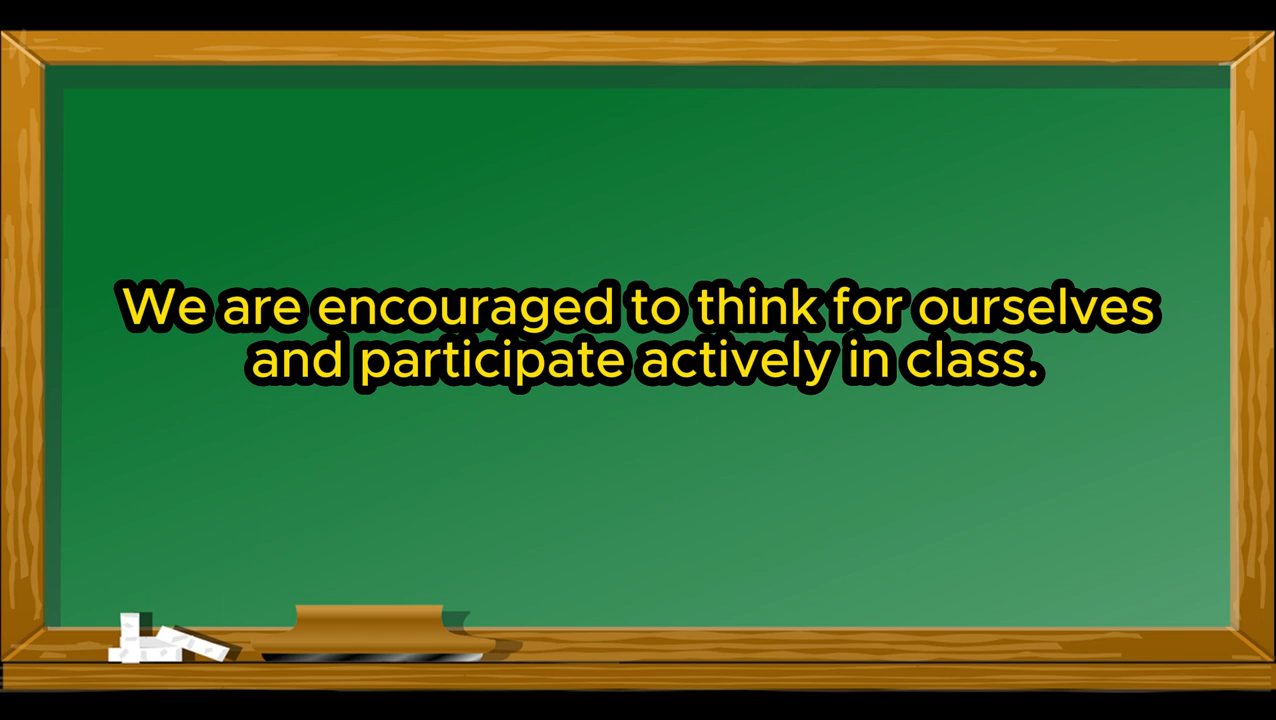 We are encouraged to think for ourselves
and participate actively in class.